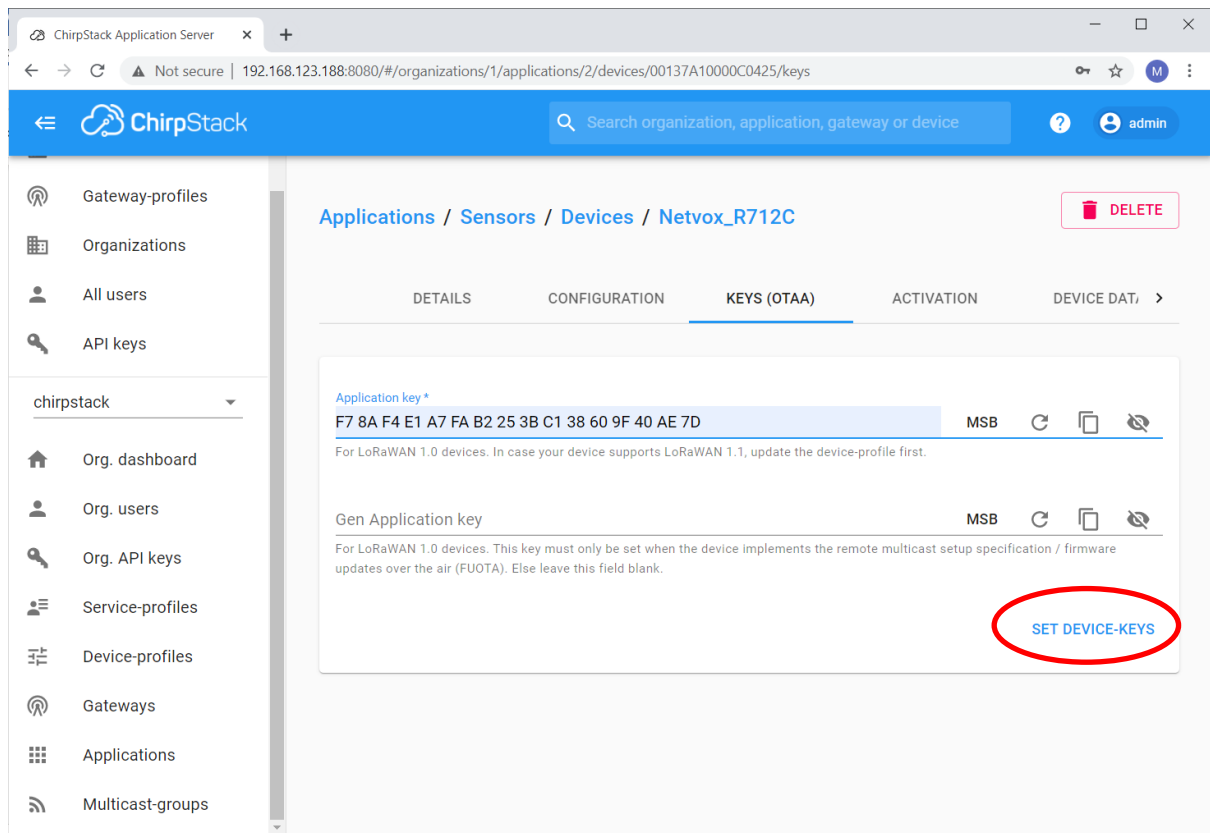 ChirpStack Application Server
Not secure | 192.168.123.188:8080/#/organizations/1/applications/2/devices/00137A10000C0425/keys
M
ChirpStack
Search organization, application, gateway or device
? admin
Gateway-profiles
Organizations
All users
API keys
chirpstack
Org. dashboard
Org. users
Org. API keys
Service-profiles
Device-profiles
Gateways
Applications
Multicast-groups
Applications / Sensors / Devices / Netvox_R712C
DELETE
DETAILS CONFIGURATION KEYS (OTAA) ACTIVATION DEVICE DAT
Application key *
F7 8A F4 E1 A7 FA B2 25 3B C1 38 60 9F 40 AE 7D MSB
For LoRaWAN 1.0 devices. In case your device supports LoRaWAN 1.1, update the device-profile first.
Gen Application key MSB
For LoRaWAN 1.0 devices. This key must only be set when the device implements the remote multicast setup specification / firmware
updates over the air (FUOTA). Else leave this field blank.
SET DEVICE-KEYS